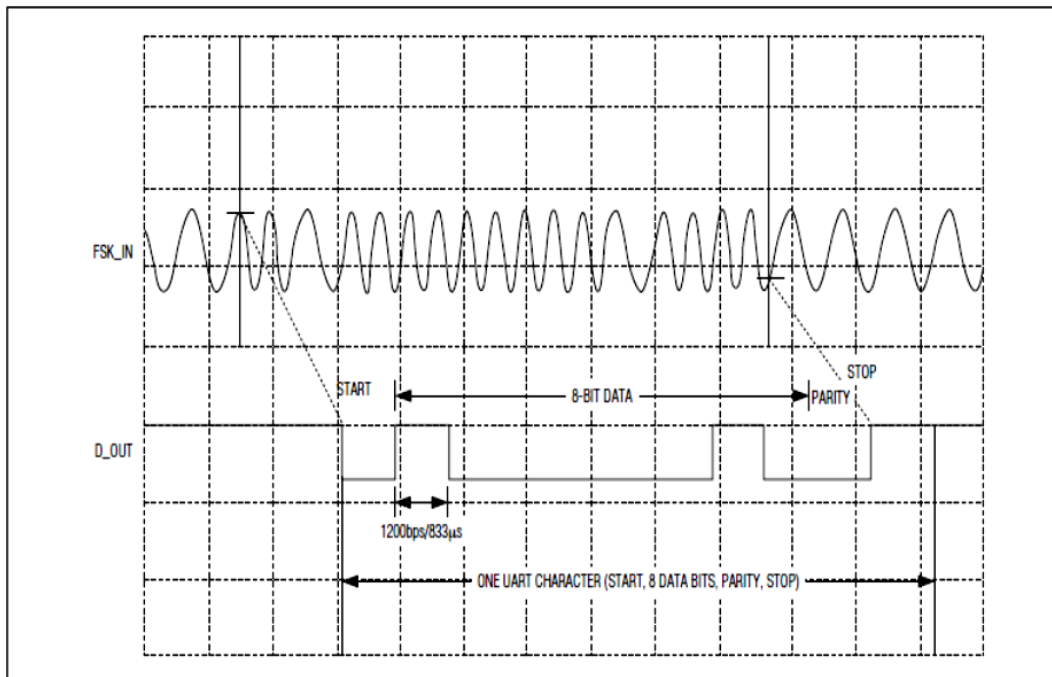 FSK_IN
START
8-BIT DATA
STOP
PARITY
D_OUT
1200bps/833µs
ONE UART CHARACTER (START, 8 DATA BITS, PARITY, STOP)